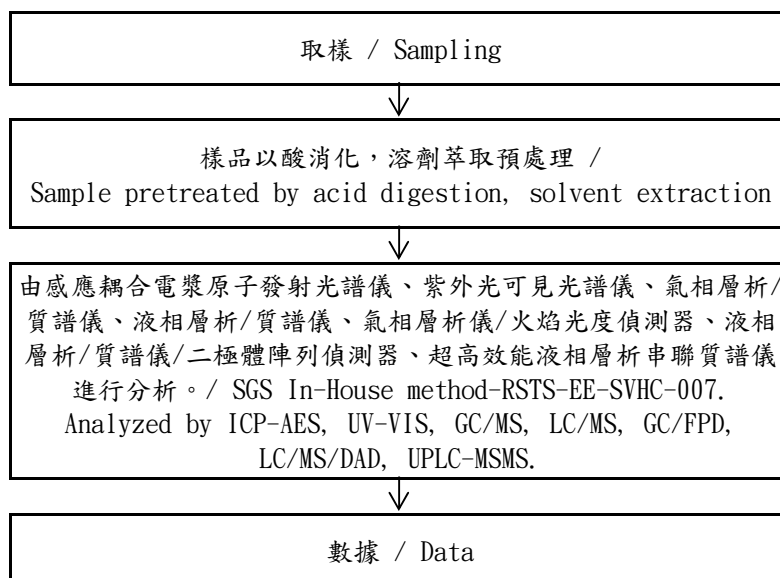 取樣 / Sampling
樣品以酸消化，溶劑萃取預處理 /
Sample pretreated by acid digestion, solvent extraction
由感應耦合電漿原子發射光譜儀、紫外光可見光譜儀、氣相層析/
質譜儀、液相層析/質譜儀、氣相層析儀/火焰光度偵測器、液相
層析/質譜儀/二極體陣列偵測器、超高效能液相層析串聯質譜儀
進行分析。/ SGS In-House method-RSTS-EE-SVHC-007.
Analyzed by ICP-AES, UV-VIS, GC/MS, LC/MS, GC/FPD,
LC/MS/DAD, UPLC-MSMS.
數據 / Data